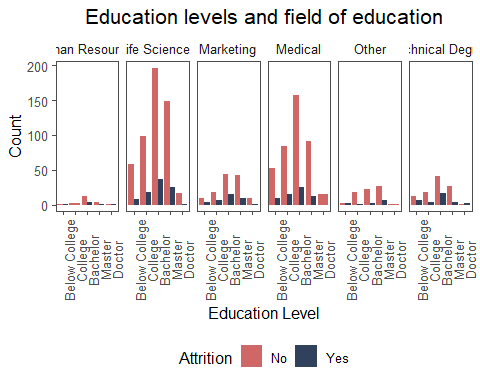 Education levels and field of education
nan Resour ife Science Marketing Medical Other chnical Degr
Count
200
150
100
50
0
Below College College Bachelor Master Doctor Below College College Bachelor Master Doctor Below College College Bachelor Master Doctor Below College College Bachelor Master Doctor Below College College Bachelor Master Doctor Below College College Bachelor Master Doctor
Education Level
Attrition No Yes